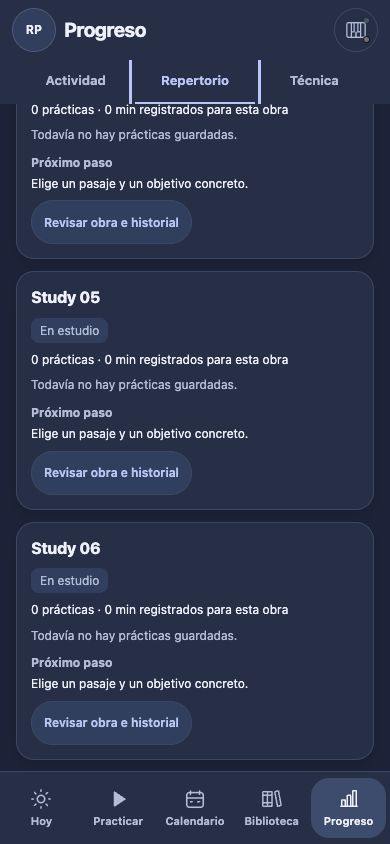 RP
Progreso
Actividad
Repertorio
Técnica
0 prácticas · 0 min registrados para esta obra
Todavía no hay prácticas guardadas.
Próximo paso
Elige un pasaje y un objetivo concreto.
Revisar obra e historial
Study 05
En estudio
0 prácticas · 0 min registrados para esta obra
Todavía no hay prácticas guardadas.
Próximo paso
Elige un pasaje y un objetivo concreto.
Revisar obra e historial
Study 06
En estudio
0 prácticas · 0 min registrados para esta obra
Todavía no hay prácticas guardadas.
Próximo paso
Elige un pasaje y un objetivo concreto.
Revisar obra e historial
Hoy
Practicar
Calendario
Biblioteca
Progreso